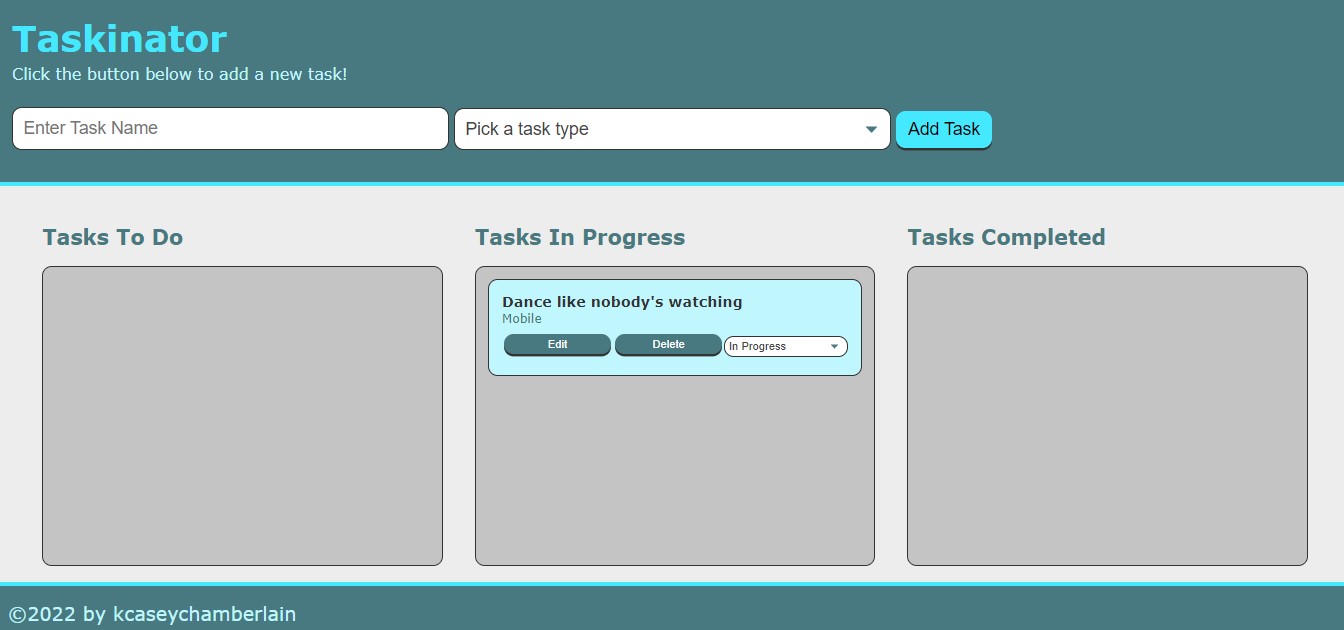 Taskinator
Click the button below to add a new task!
Enter Task Name
Pick a task type
Add Task
Tasks To Do
Tasks In Progress
Tasks Completed
Dance like nobody's watching
Mobile
Edit
Delete
In Progress
©2022 by kcaseychamberlain